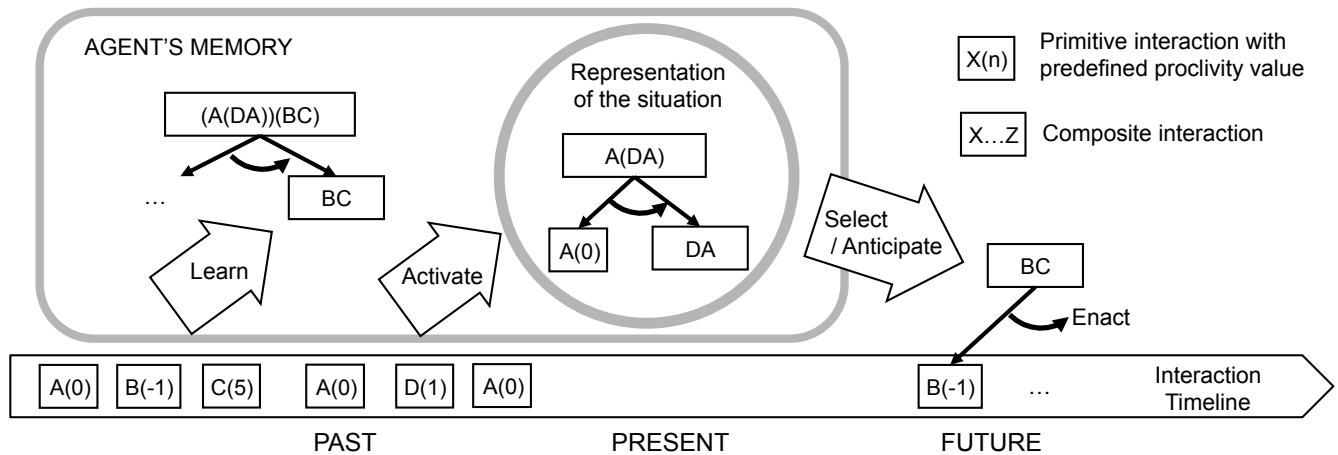 AGENT'S MEMORY
(A(DA))(BC)
...
BC
Learn
Activate
Representation
of the situation
A(DA)
A(0)
DA
Select
/ Anticipate
X(n)
Primitive interaction with
predefined proclivity value
X...Z
Composite interaction
BC
Enact
A(0)
B(-1)
C(5)
A(0)
D(1)
A(0)
B(-1)
...
Interaction
Timeline
PAST
PRESENT
FUTURE